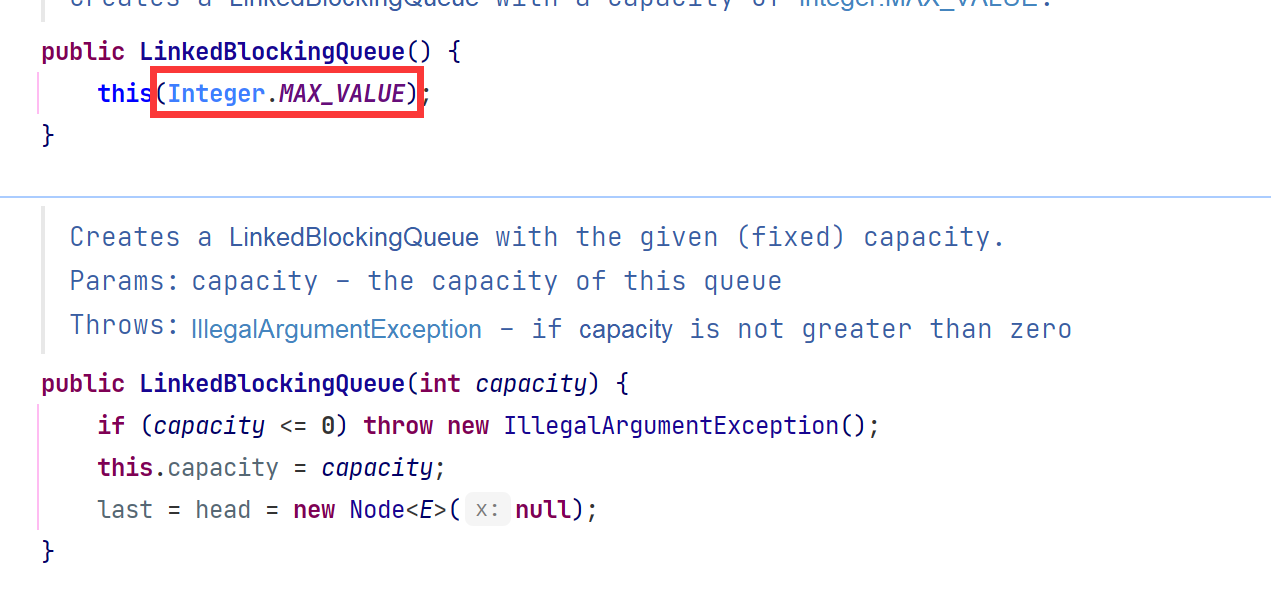 Creates a LinkedBlockingQueue with a capacity of Integer.MAX_VALUE.
public LinkedBlockingQueue() {
this(Integer.MAX_VALUE);
}
Creates a LinkedBlockingQueue with the given (fixed) capacity.
Params: capacity – the capacity of this queue
Throws: IllegalArgumentException – if capacity is not greater than zero
public LinkedBlockingQueue(int capacity) {
if (capacity <= 0) throw new IllegalArgumentException();
this.capacity = capacity;
last = head = new Node<E>( x: null);
}